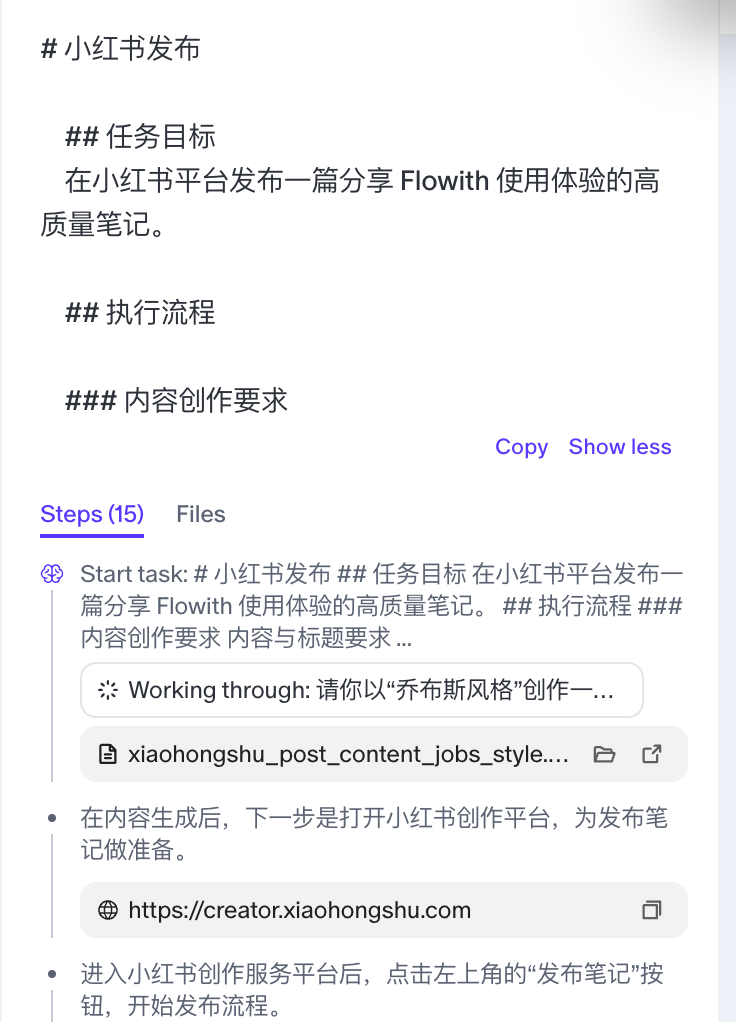 # 小红书发布
## 任务目标
在小红书平台发布一篇分享 Flowith 使用体验的高
质量笔记。
## 执行流程
### 内容创作要求
Copy Show less
Steps (15) Files
Start task: # 小红书发布 ## 任务目标 在小红书平台发布一
篇分享 Flowith 使用体验的高质量笔记。 ## 执行流程 ###
内容创作要求 内容与标题要求 ...
Working through: 请你以“乔布斯风格”创作一...
xiaohongshu_post_content_jobs_style....
在内容生成后，下一步是打开小红书创作平台，为发布笔
记做准备。
https://creator.xiaohongshu.com
进入小红书创作服务平台后，点击左上角的“发布笔记”按
钮，开始发布流程。